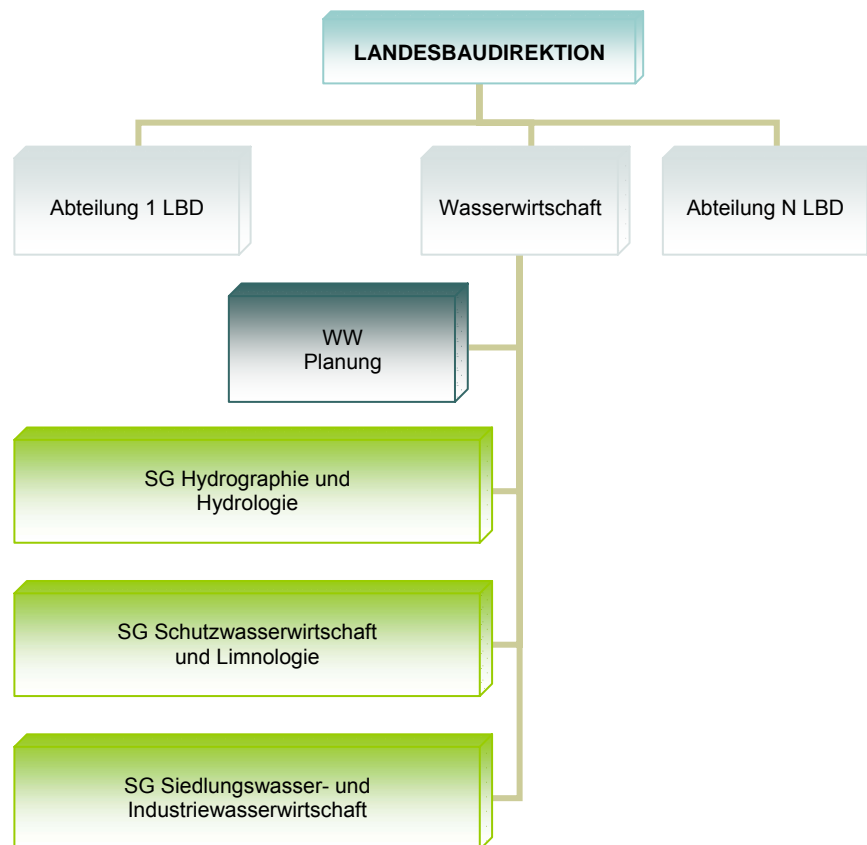 LANDESBAUDIREKTION
Abteilung 1 LBD
Wasserwirtschaft
Abteilung N LBD
WW
Planung
SG Hydrographie und
Hydrologie
SG Schutzwasserwirtschaft
und Limnologie
SG Siedlungswasser- und
Industriewasserwirtschaft